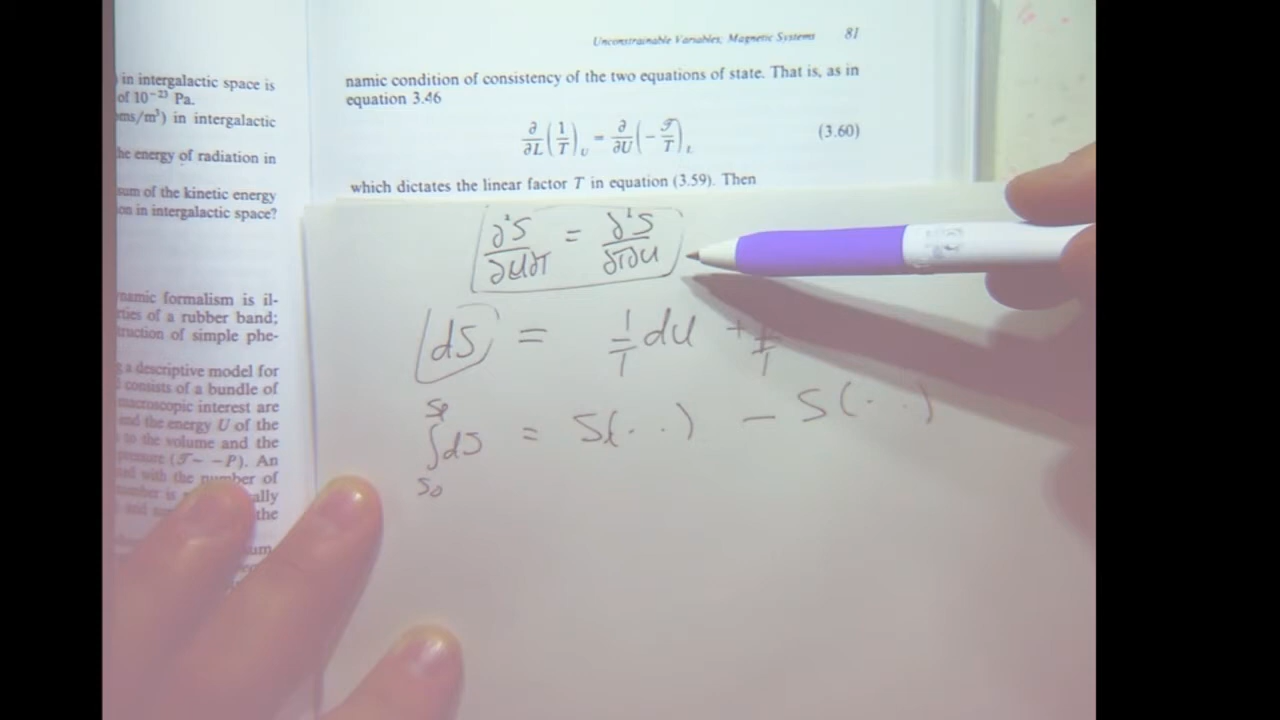 Unconstrainable Variables, Magnetic Systems 81
namic condition of consistency of the two equations of state. That is, as in
equation 3.46
∂/∂L (1/T)_U = ∂/∂U (−𝒯/T)_L (3.60)
which dictates the linear factor T in equation (3.59). Then
in intergalactic space is
of 10⁻²³ Pa.
ms/m³) in intergalactic
he energy of radiation in
sum of the kinetic energy
on in intergalactic space?
namic formalism is il-
rties of a rubber band;
truction of simple phe-
a descriptive model for
consists of a bundle of
macroscopic interest are
and the energy U of the
to the volume and the
pressure (𝒯 ~ −P). An
with the number of
number is ally
the
∂²S/∂U∂T = ∂²S/∂T∂U
dS = 1/T dU +
∫ dS = S(..) − S(..)
S₀